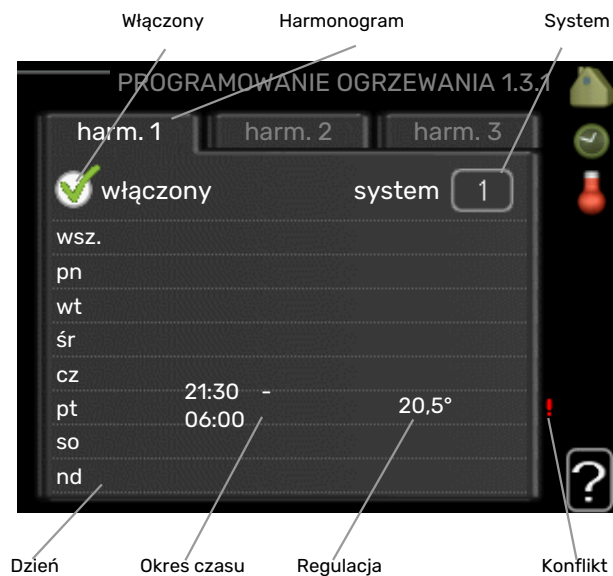 Włączony Harmonogram System
PROGRAMOWANIE OGRZEWANIA 1.3.1
harm. 1 harm. 2 harm. 3
włączony system 1
wsz.
pn
wt
śr
cz
21:30 -
pt 20,5° !
06:00
so
nd
?
Dzień Okres czasu Regulacja Konflikt